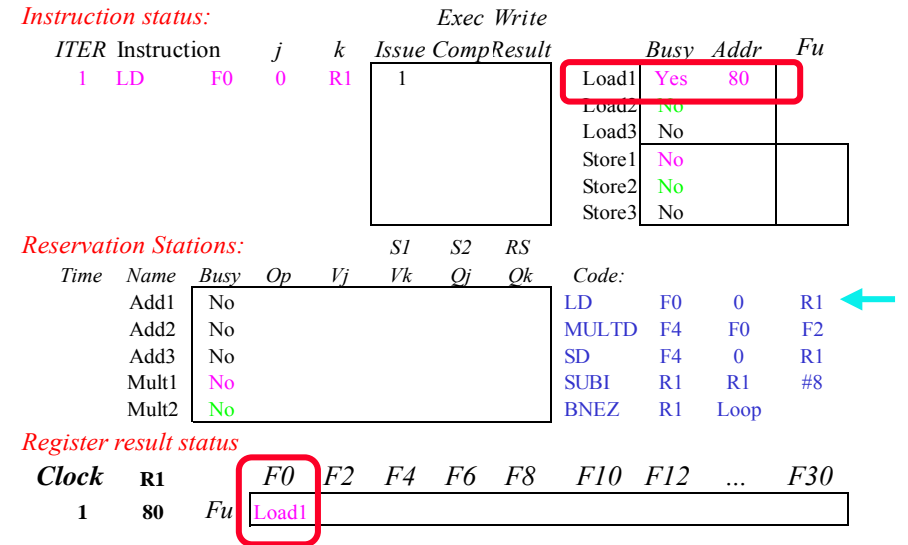 Instruction status: Exec Write
ITER Instruction j k Issue Comp Result Busy Addr Fu
1 LD F0 0 R1 1 Load1 Yes 80
Load2 No
Load3 No
Store1 No
Store2 No
Store3 No
Reservation Stations: S1 S2 RS
Time Name Busy Op Vj Vk Qj Qk Code:
Add1 No LD F0 0 R1
Add2 No MULTD F4 F0 F2
Add3 No SD F4 0 R1
Mult1 No SUBI R1 R1 #8
Mult2 No BNEZ R1 Loop
Register result status
Clock R1 F0 F2 F4 F6 F8 F10 F12 ... F30
1 80 Fu Load1